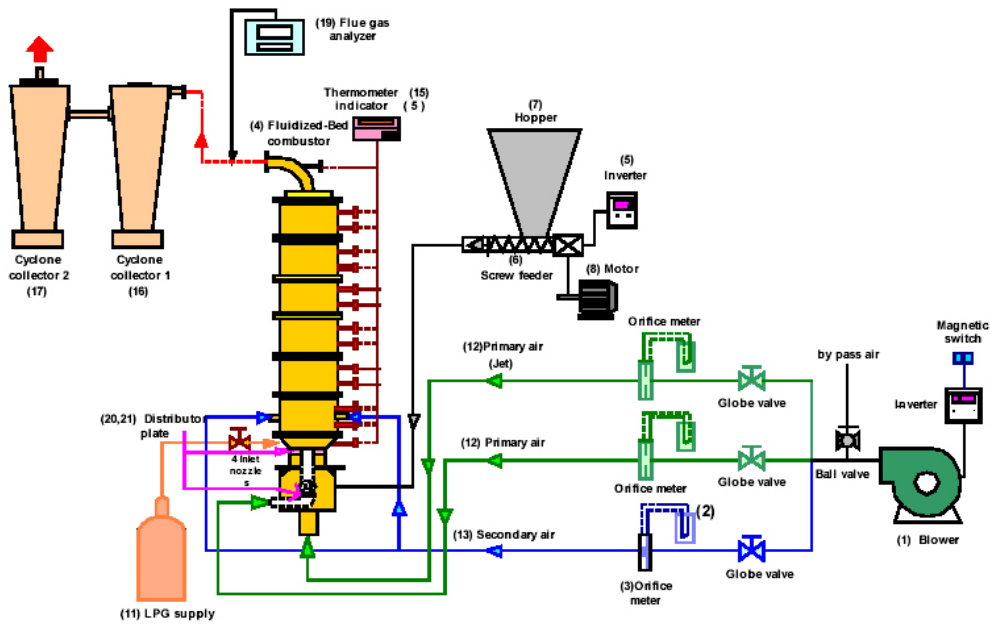 (19) Flue gas
analyzer
Thermometer (15)
indicator ( 5 )
(4) Fluidized-Bed
combustor
(7)
Hopper
(5)
Inverter
(6)
Screw feeder
(8) Motor
Cyclone
collector 2
(17)
Cyclone
collector 1
(16)
Orifice meter
Magnetic
switch
(12)Primary air
(Jet)
by pass air
Globe valve
Inverter
(20,21) Distributor
plate
4 Inlet
nozzle
s
(12) Primary air
Orifice meter
Globe valve
Ball valve
(2)
(13) Secondary air
(1) Blower
Globe valve
(3)Orifice
meter
(11) LPG supply